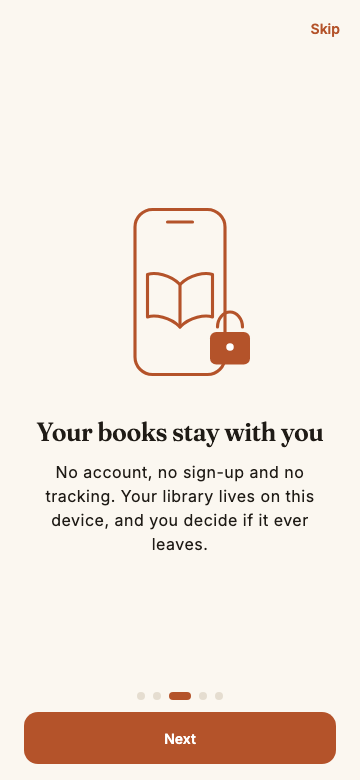 Skip
Your books stay with you
No account, no sign-up and no
tracking. Your library lives on this
device, and you decide if it ever
leaves.
Next